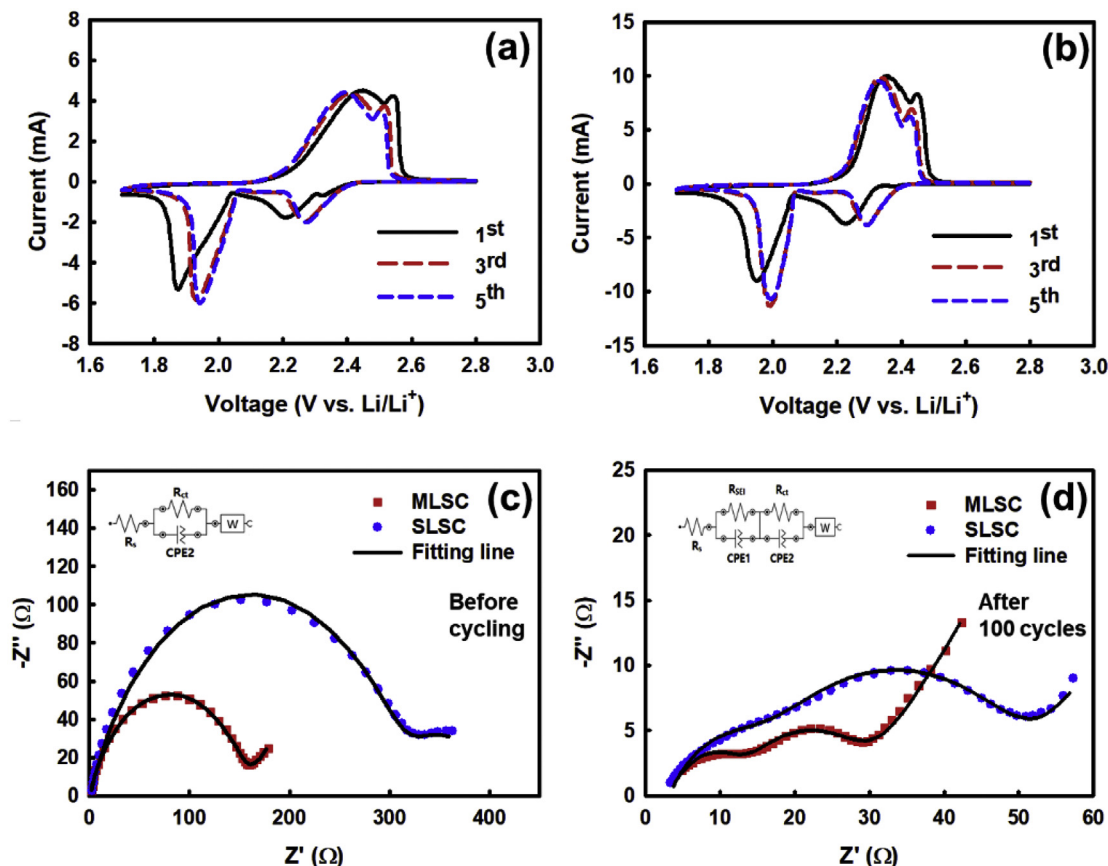 (a)
Current (mA)
8
6
4
2
0
-2
-4
-6
-8
1st
3rd
5th
1.6 1.8 2.0 2.2 2.4 2.6 2.8 3.0
Voltage (V vs. Li/Li+)
(b)
Current (mA)
15
10
5
0
-5
-10
-15
1st
3rd
5th
1.6 1.8 2.0 2.2 2.4 2.6 2.8 3.0
Voltage (V vs. Li/Li+)
(c)
-Z'' (Ω)
160
140
120
100
80
60
40
20
0
Rs
Rct
CPE2
W
MLSC
SLSC
Fitting line
Before
cycling
0 100 200 300 400
Z' (Ω)
(d)
-Z'' (Ω)
25
20
15
10
5
0
Rs
RSEI
Rct
CPE1
CPE2
W
MLSC
SLSC
Fitting line
After
100 cycles
0 10 20 30 40 50 60
Z' (Ω)